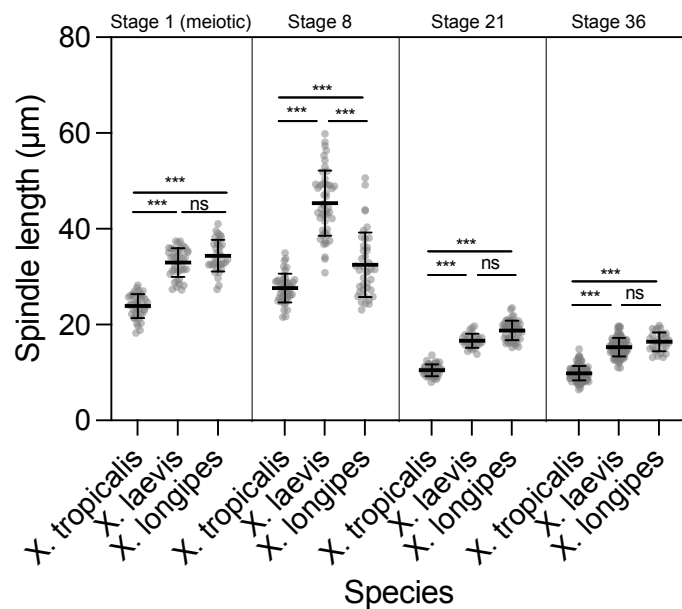 Stage 1 (meiotic) Stage 8 Stage 21 Stage 36
80
60
40
20
0
Spindle length (µm)
*** *** ns
*** *** ***
*** *** ns
*** *** ns
X. tropicalis
X. laevis
X. longipes
X. tropicalis
X. laevis
X. longipes
X. tropicalis
X. laevis
X. longipes
X. tropicalis
X. laevis
X. longipes
Species